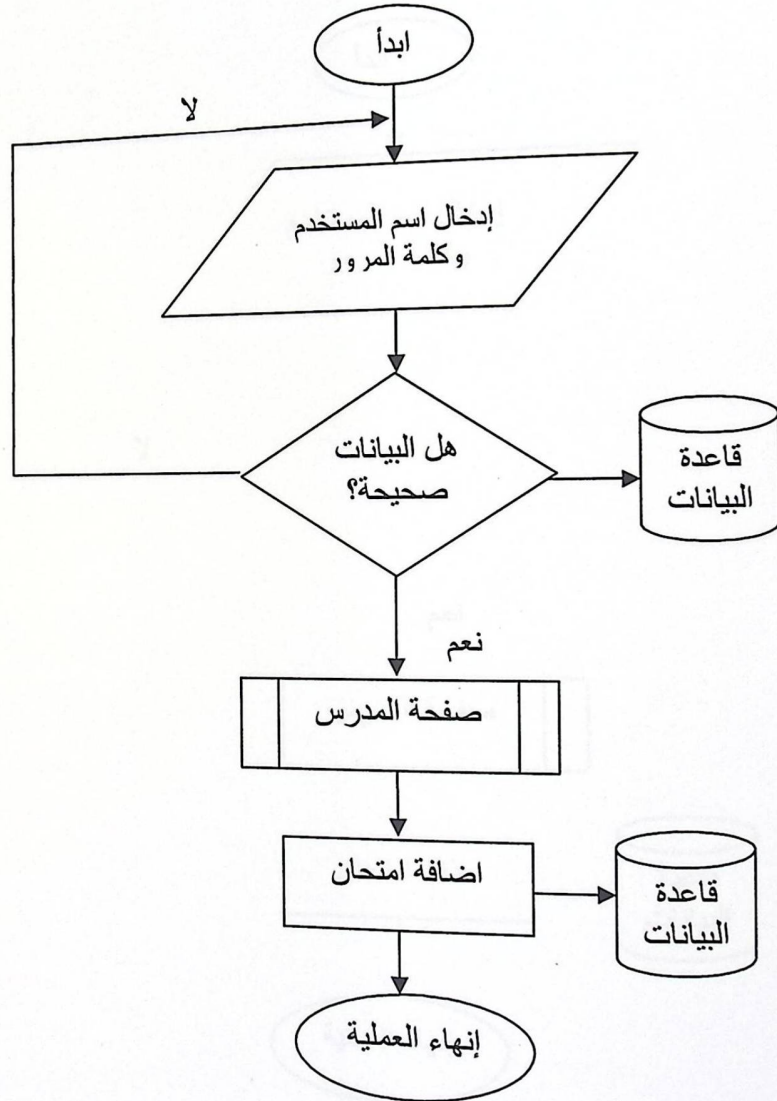 ابدأ
لا
إدخال اسم المستخدم
وكلمة المرور
هل البيانات
صحيحة؟
قاعدة
البيانات
نعم
صفحة المدرس
اضافة امتحان
قاعدة
البيانات
إنهاء العملية